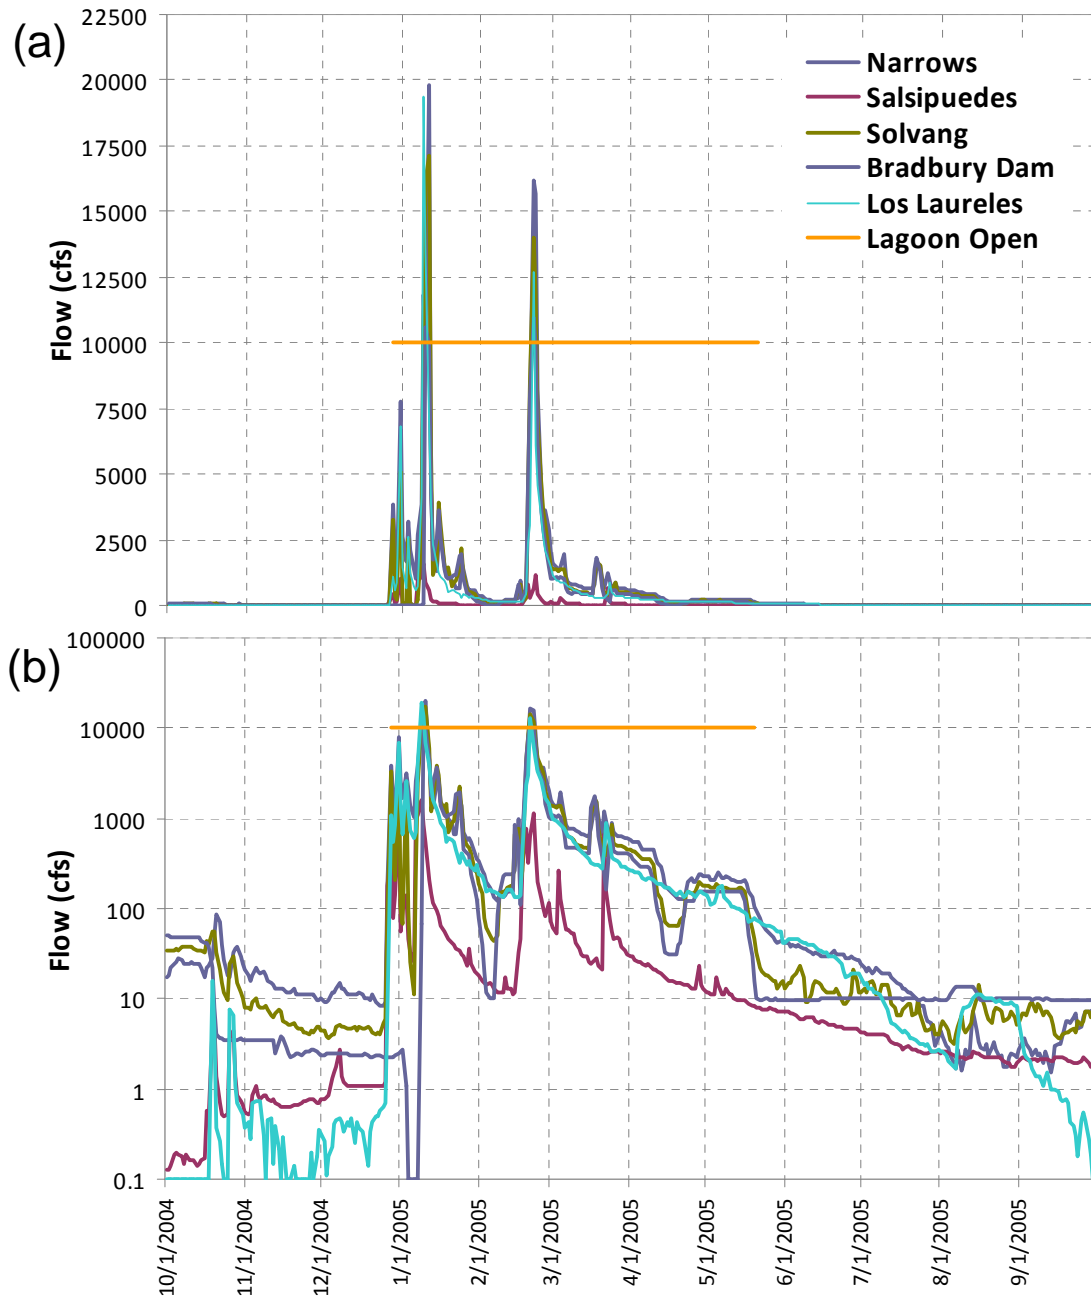 (a)
22500
20000
17500
15000
12500
10000
7500
5000
2500
0
Flow (cfs)
Narrows
Salsipuedes
Solvang
Bradbury Dam
Los Laureles
Lagoon Open
(b)
100000
10000
1000
100
10
1
0.1
Flow (cfs)
10/1/2004
11/1/2004
12/1/2004
1/1/2005
2/1/2005
3/1/2005
4/1/2005
5/1/2005
6/1/2005
7/1/2005
8/1/2005
9/1/2005